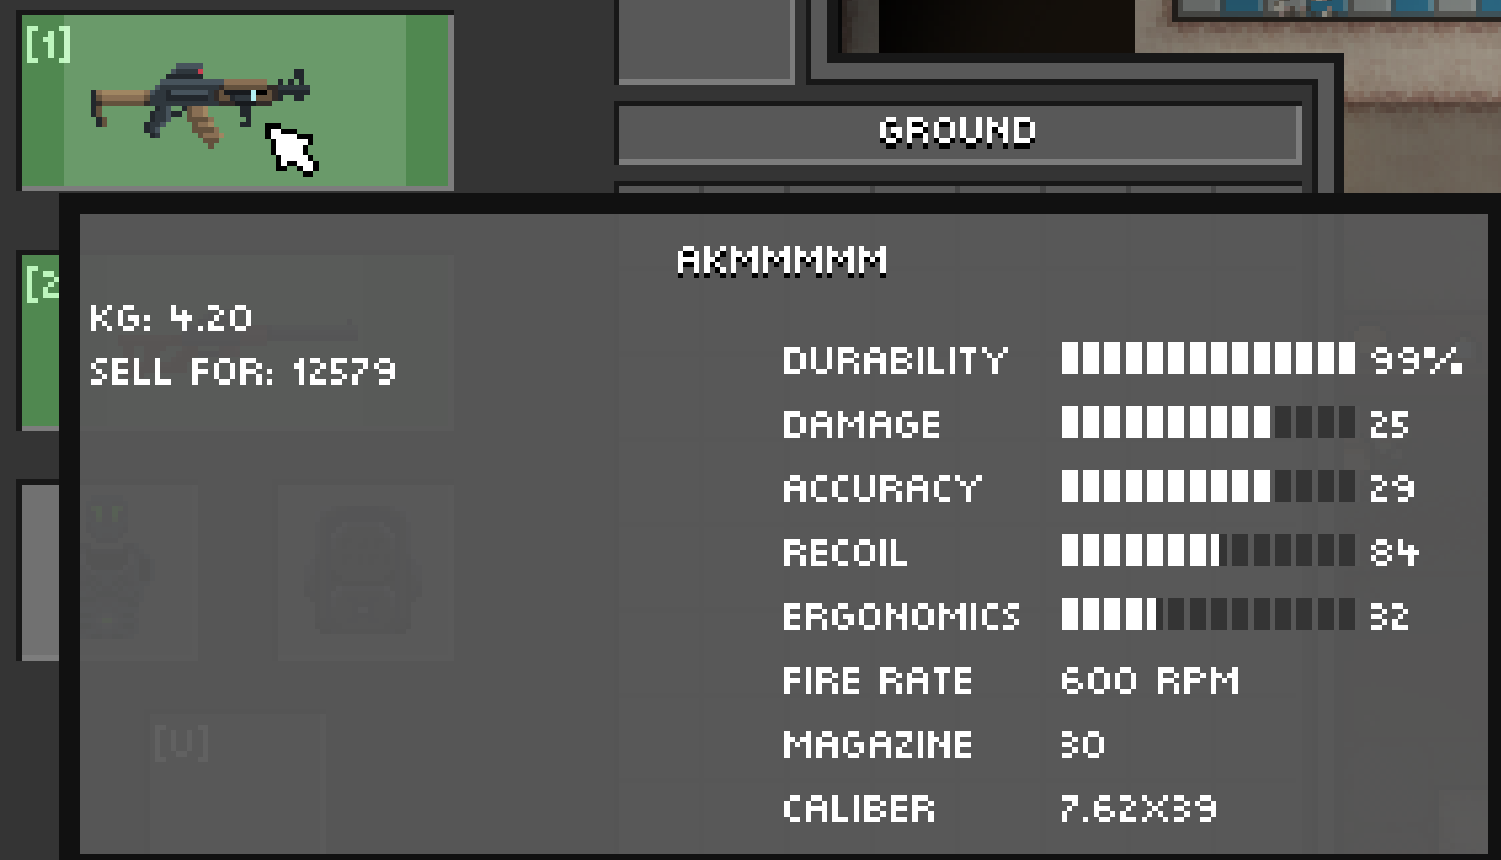 [1]
GROUND
AKMMMMM
[2
KG: 4.20
SELL FOR: 12579
DURABILITY 99%
DAMAGE 25
ACCURACY 29
RECOIL 84
ERGONOMICS 32
FIRE RATE 600 RPM
[U]
MAGAZINE 30
CALIBER 7.62X39